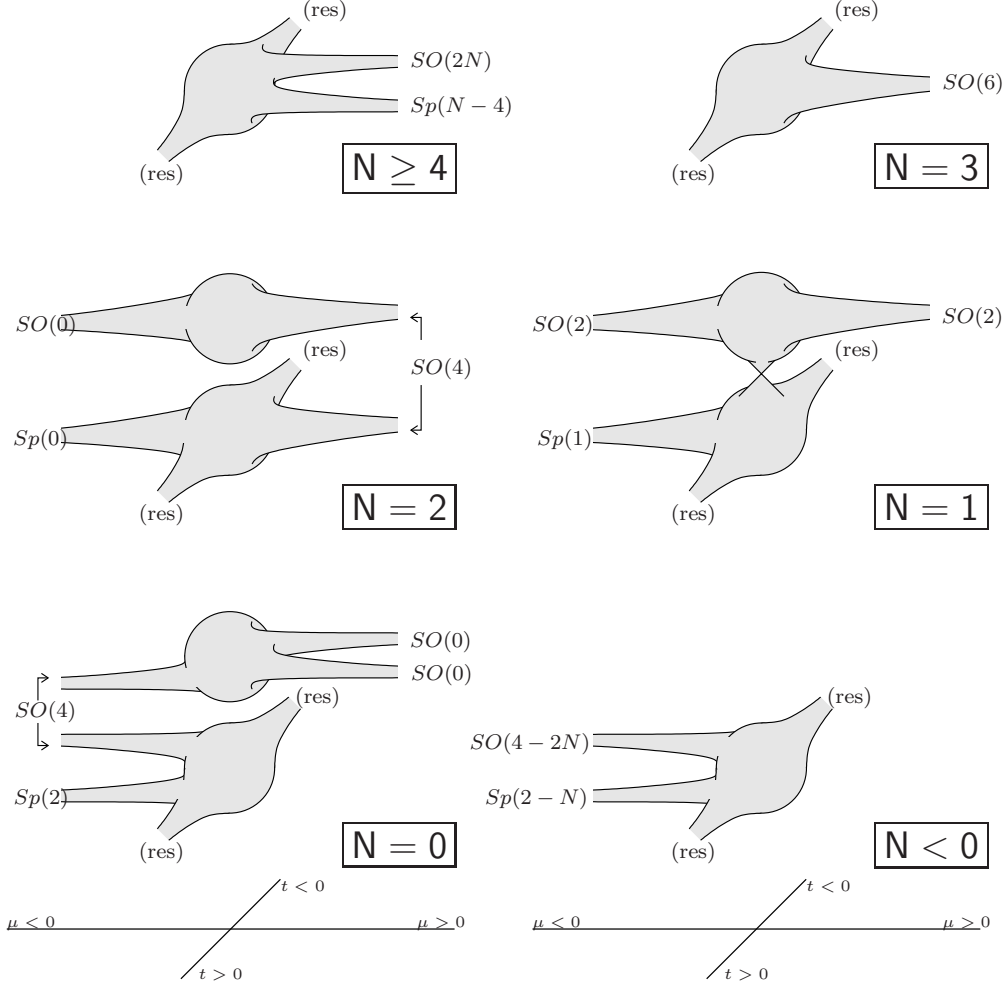 (res)
SO(2N)
Sp(N − 4)
(res)
N ≥ 4
(res)
SO(6)
(res)
N = 3
SO(0)
(res)
SO(4)
Sp(0)
(res)
N = 2
SO(2)
SO(2)
(res)
Sp(1)
(res)
N = 1
SO(0)
SO(0)
(res)
SO(4)
Sp(2)
(res)
N = 0
(res)
SO(4 − 2N)
Sp(2 − N)
(res)
N < 0
t < 0
μ < 0
μ > 0
t > 0
t < 0
μ < 0
μ > 0
t > 0